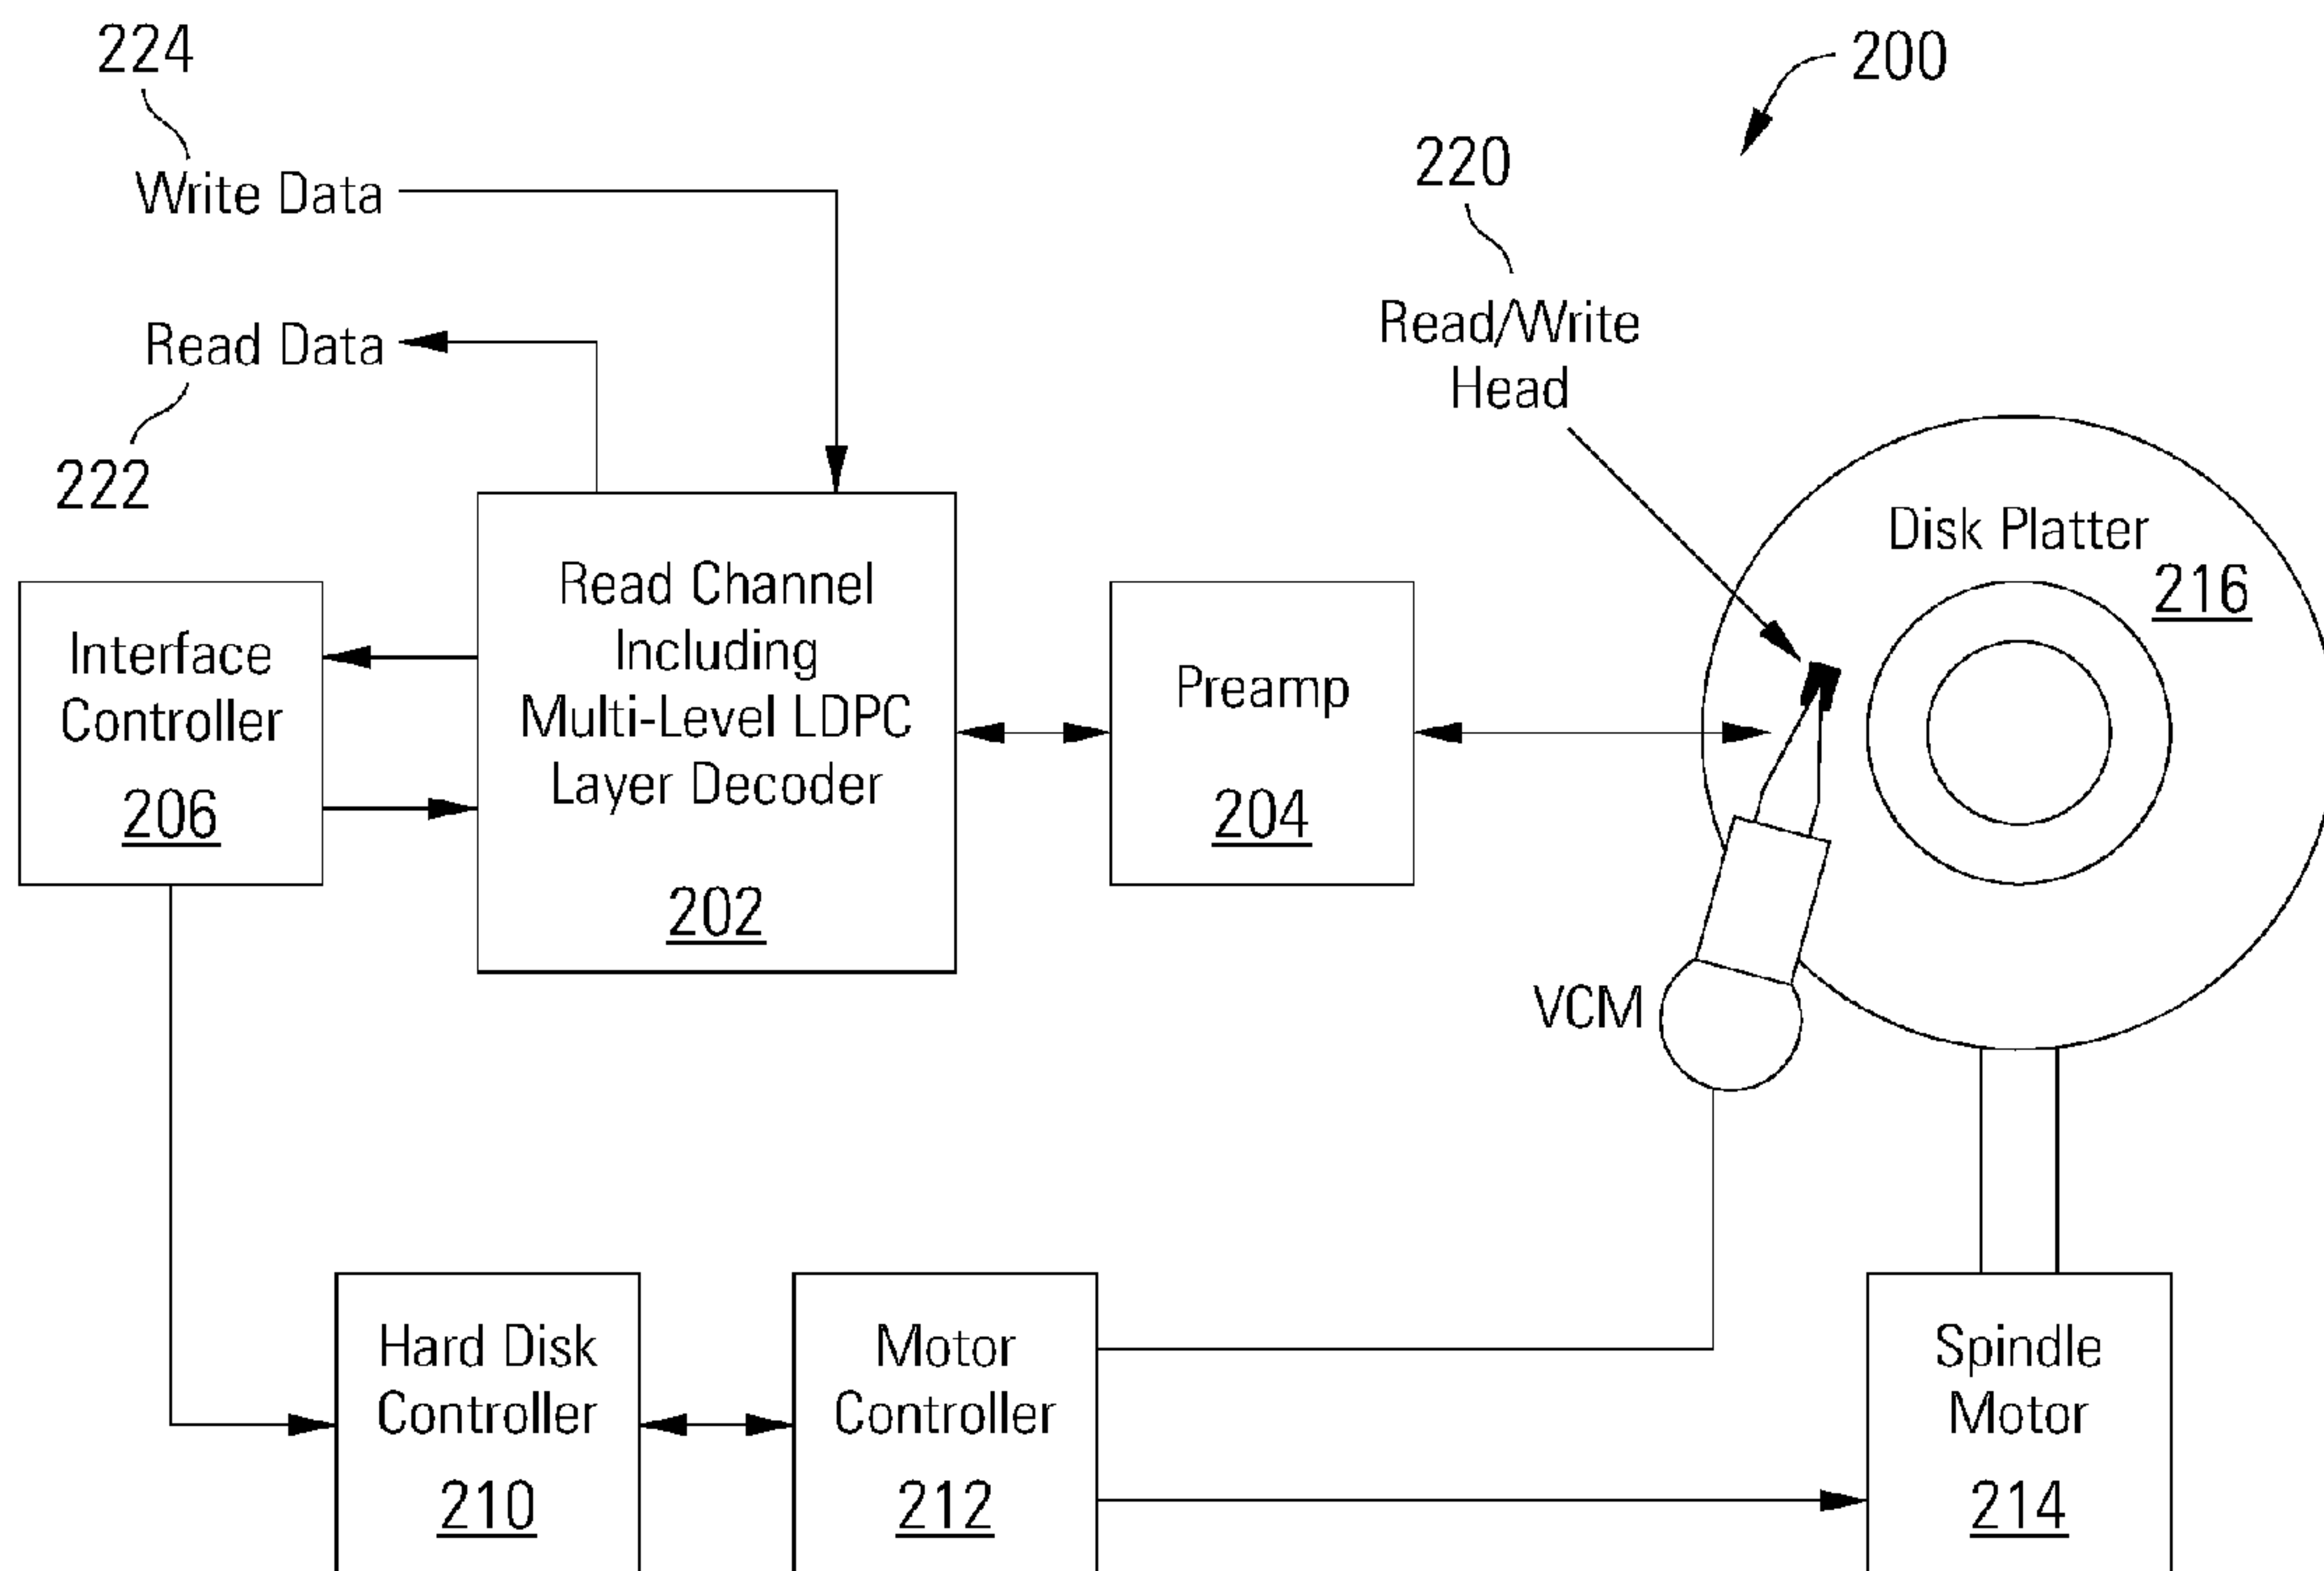 224
200
220
Write Data
Read/Write
Head
Read Data
222
Disk Platter
216
Read Channel
Including
Multi-Level LDPC
Layer Decoder
202
Interface
Controller
206
Preamp
204
VCM
Hard Disk
Controller
210
Motor
Controller
212
Spindle
Motor
214